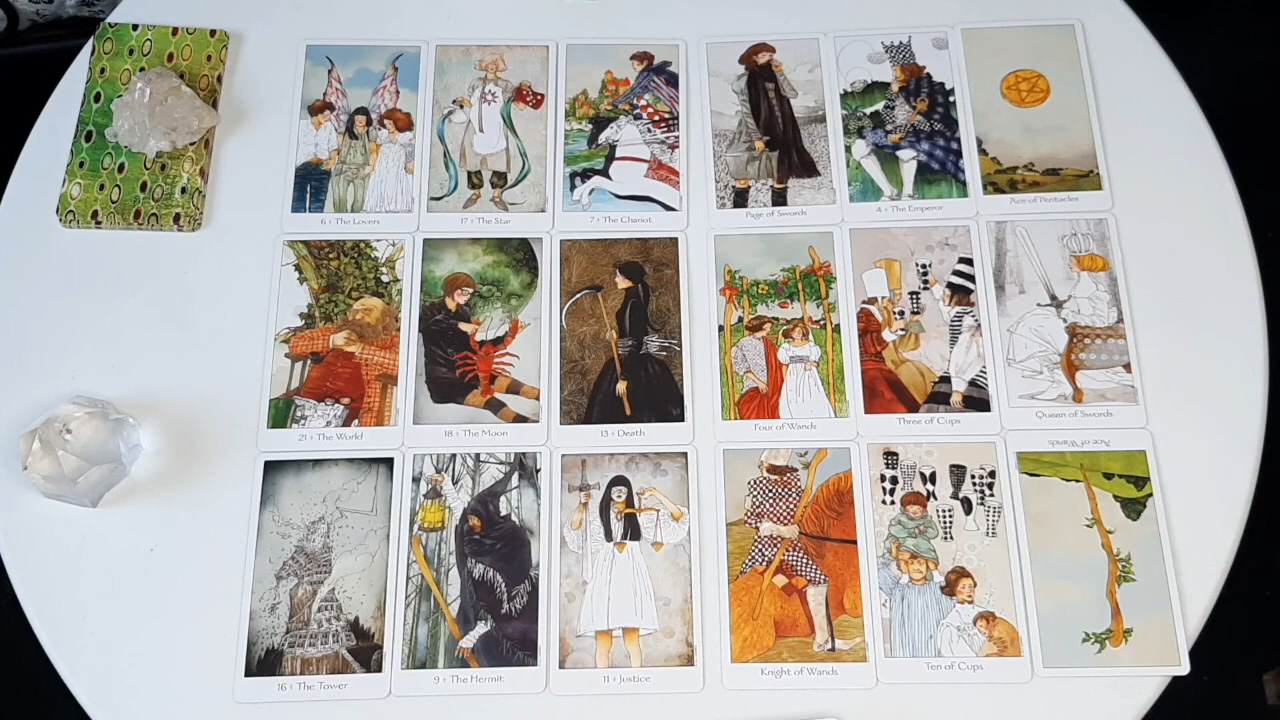 6 ♀ The Lovers
17 ♀ The Star
7 ♀ The Chariot
Page of Swords
4 ♀ The Emperor
Ace of Pentacles
21 ♀ The World
18 ♀ The Moon
13 ♀ Death
Four of Wands
Three of Cups
Queen of Swords
16 ♀ The Tower
9 ♀ The Hermit
11 ♀ Justice
Knight of Wands
Ten of Cups
Ace of Wands